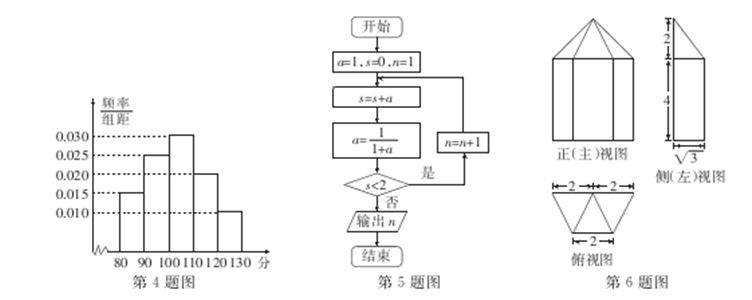 频率
组距
0.030
0.025
0.020
0.015
0.010
80 90 100 110 120 130 分
第 4 题图
开始
a=1,s=0,n=1
s=s+a
a=1/(1+a)
n=n+1
是
s<2
否
输出 n
结束
第 5 题图
2
4
正(主)视图
√3
侧(左)视图
2 2
2
俯视图
第 6 题图